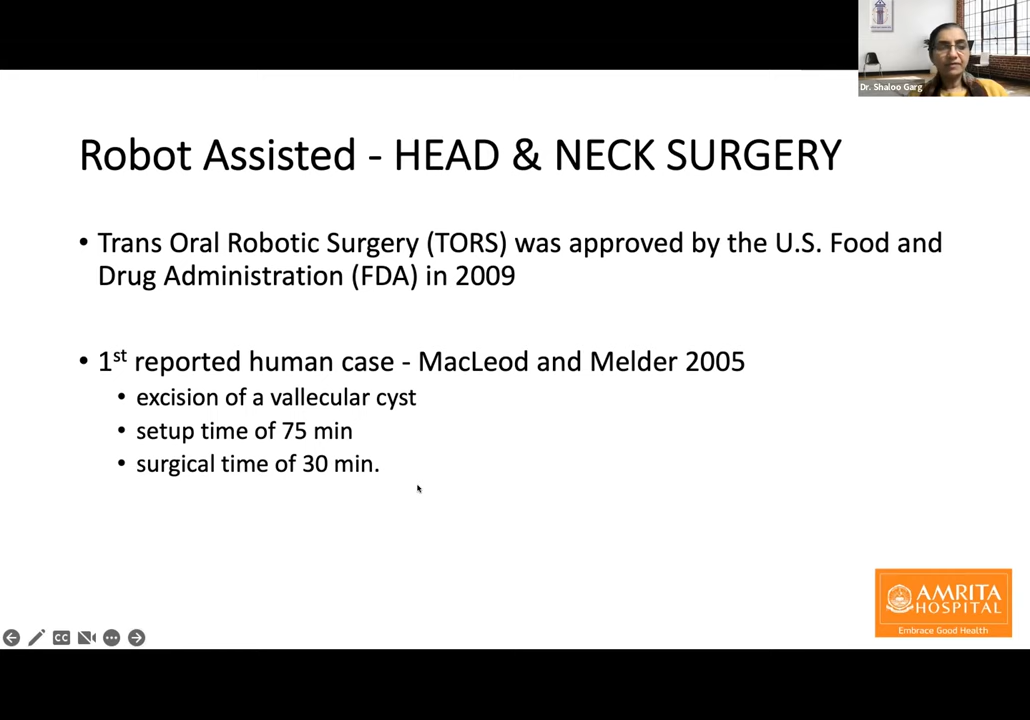 Dr. Shaloo Garg
Robot Assisted - HEAD & NECK SURGERY
• Trans Oral Robotic Surgery (TORS) was approved by the U.S. Food and
Drug Administration (FDA) in 2009
• 1st reported human case - MacLeod and Melder 2005
• excision of a vallecular cyst
• setup time of 75 min
• surgical time of 30 min.
AMRITA
HOSPITAL
Embrace Good Health
CC